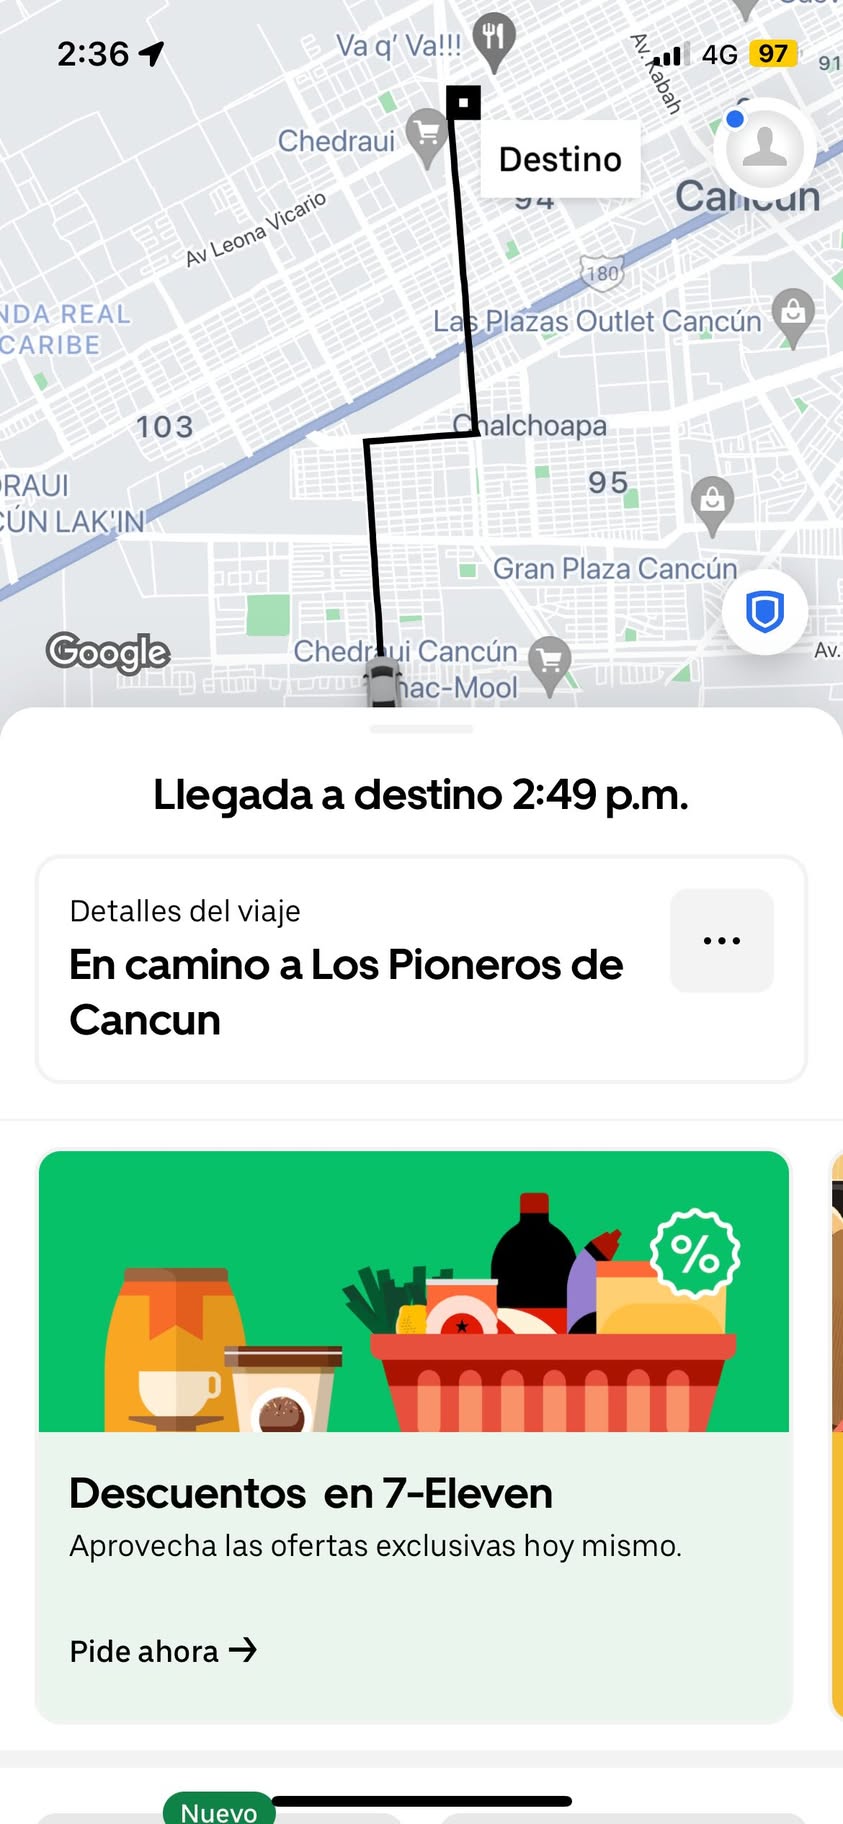 2:36
Va q' Va!!!
Av. Kabah
4G
97
91
Chedraui
Destino
94
Cancún
Av Leona Vicario
180
NDA REAL
CARIBE
Las Plazas Outlet Cancún
103
Chalchoapa
95
RAUI
CÚN LAK'IN
Gran Plaza Cancún
Google
Chedraui Cancún
hac-Mool
Av.
Llegada a destino 2:49 p.m.
Detalles del viaje
En camino a Los Pioneros de
Cancun
...
%
Descuentos en 7-Eleven
Aprovecha las ofertas exclusivas hoy mismo.
Pide ahora →
Nuevo